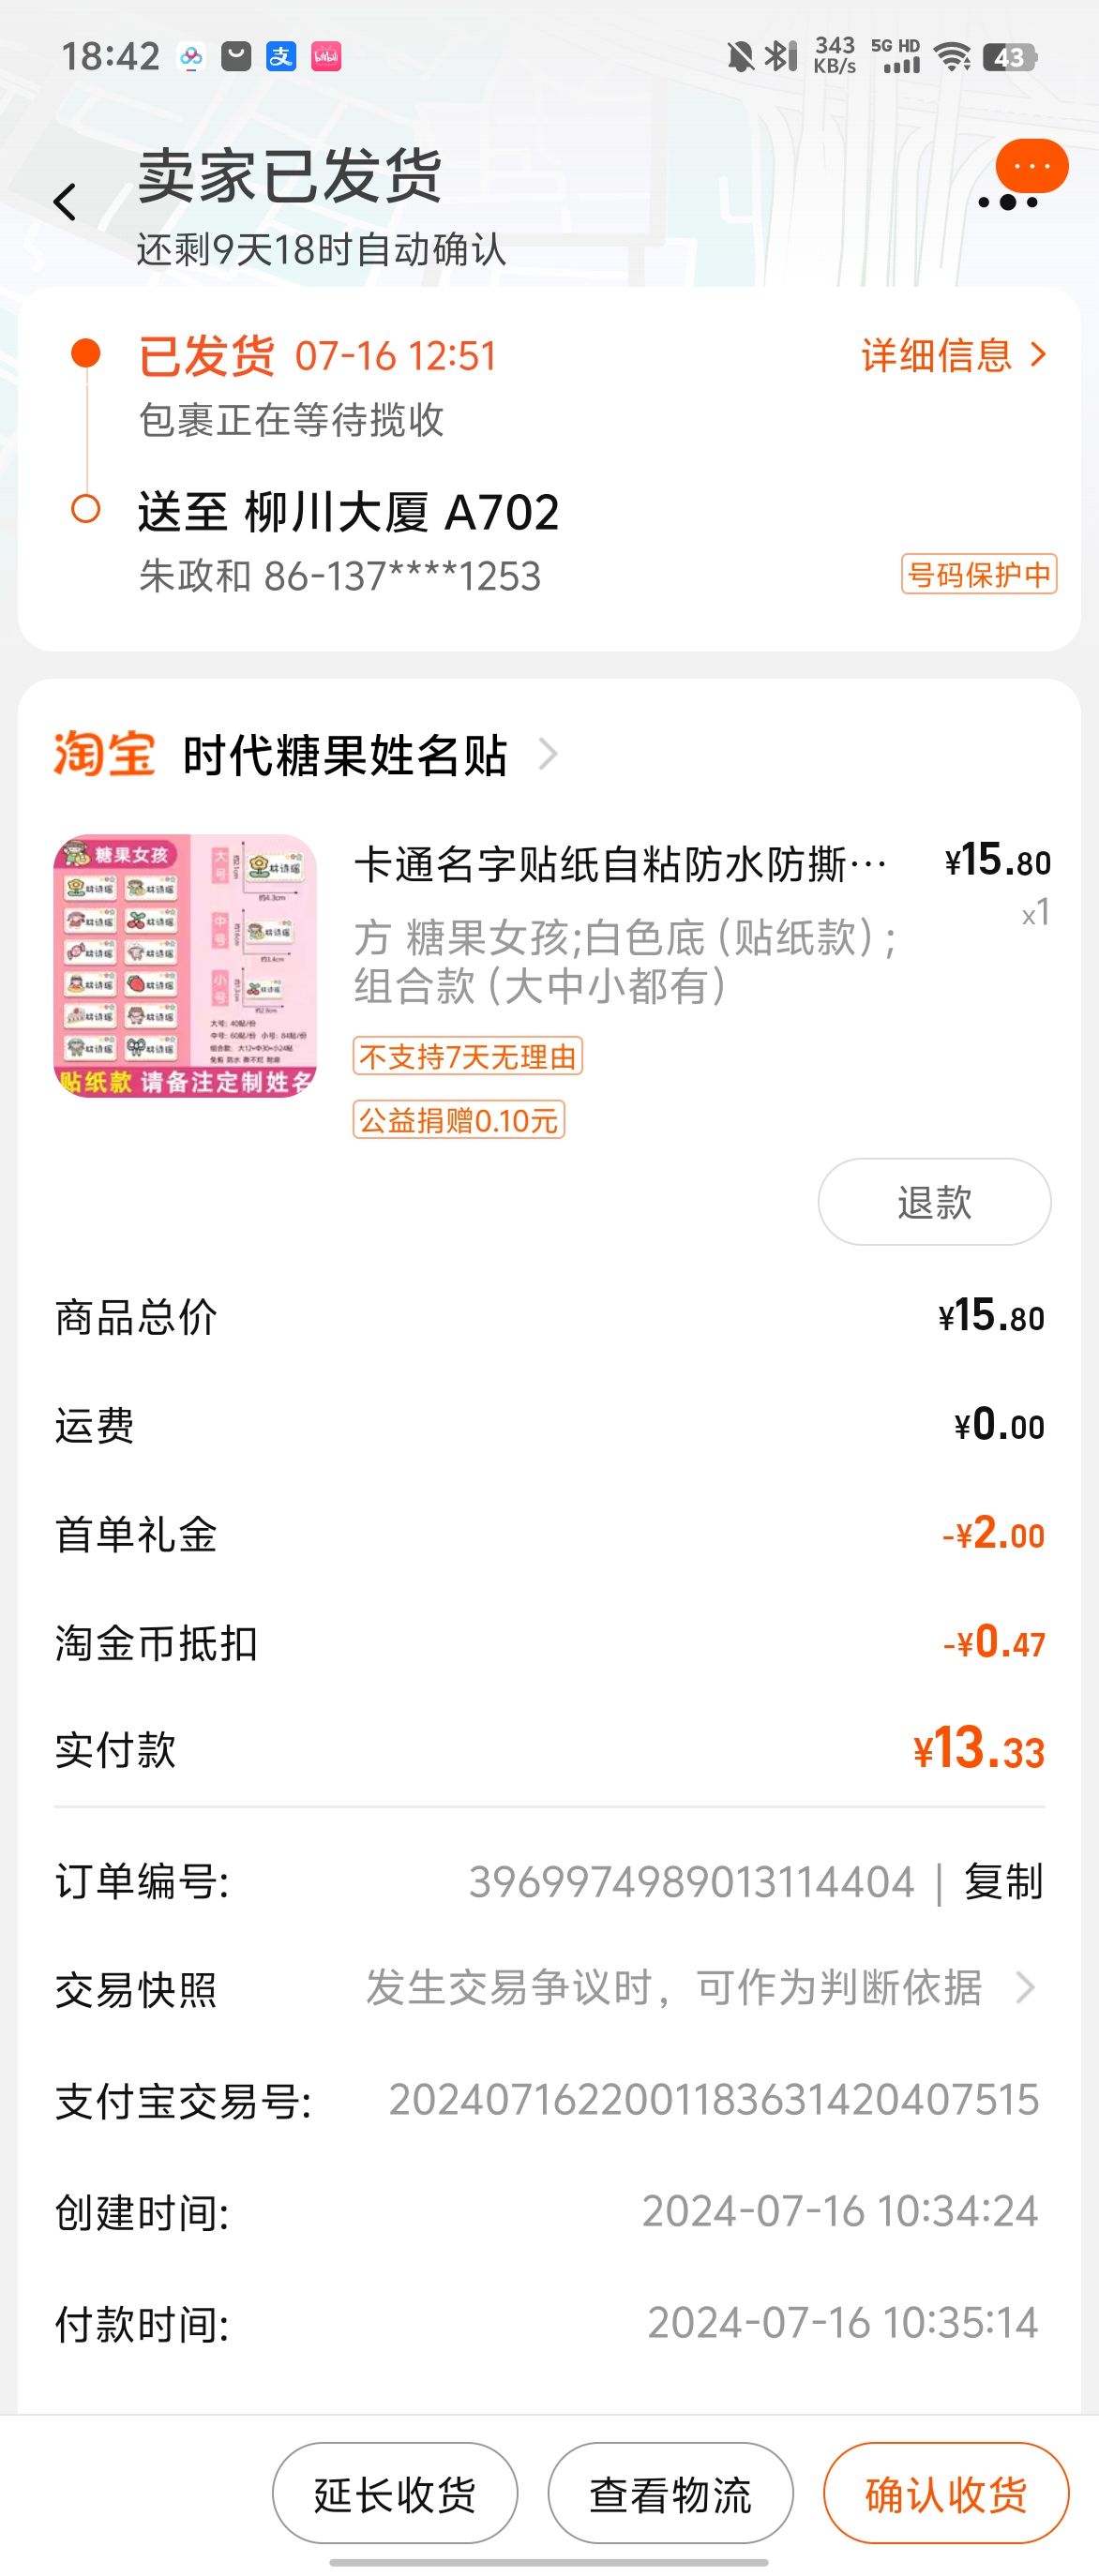 18:42
343 KB/s 5G HD 43
卖家已发货
还剩9天18时自动确认
已发货 07-16 12:51 详细信息
包裹正在等待揽收
送至 柳川大厦 A702
朱政和 86-137****1253 号码保护中
淘宝 时代糖果姓名贴
糖果女孩
大号
中号
小号
贴纸款 请备注定制姓名
卡通名字贴纸自粘防水防撕··· ¥15.80
x1
方 糖果女孩;白色底 (贴纸款) ;
组合款 (大中小都有)
不支持7天无理由
公益捐赠0.10元
退款
商品总价 ¥15.80
运费 ¥0.00
首单礼金 -¥2.00
淘金币抵扣 -¥0.47
实付款 ¥13.33
订单编号: 3969974989013114404 | 复制
交易快照 发生交易争议时，可作为判断依据
支付宝交易号: 2024071622001183631420407515
创建时间: 2024-07-16 10:34:24
付款时间: 2024-07-16 10:35:14
延长收货 查看物流 确认收货